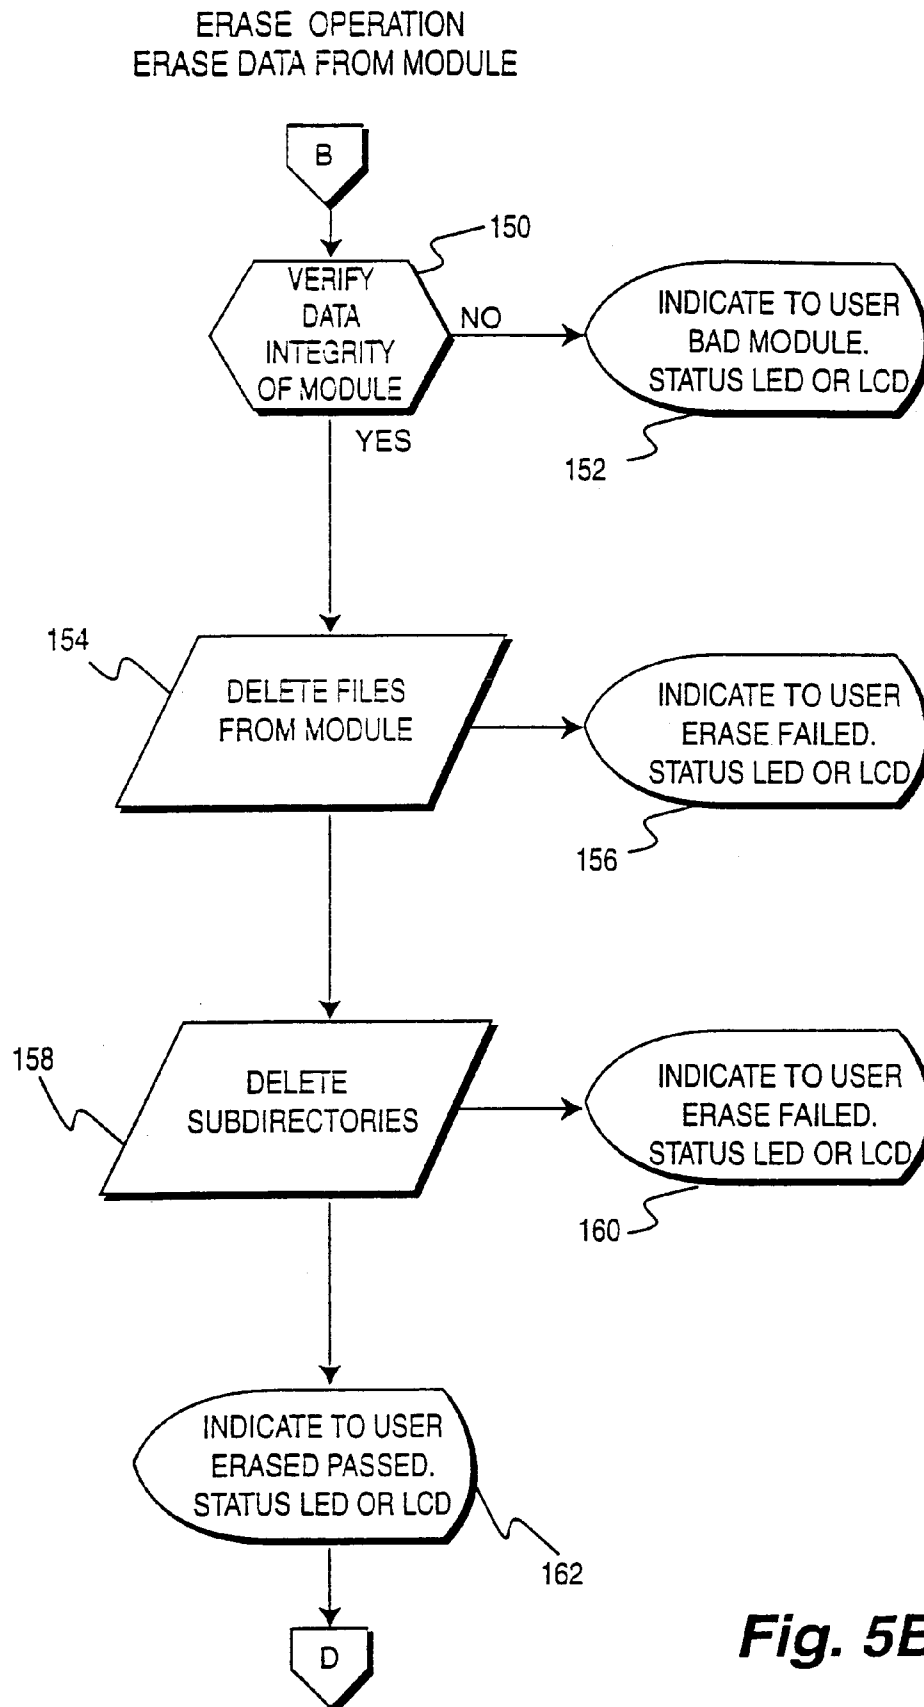 ERASE OPERATION
ERASE DATA FROM MODULE
B
150
VERIFY
DATA
INTEGRITY
OF MODULE
NO
INDICATE TO USER
BAD MODULE.
STATUS LED OR LCD
152
YES
154
DELETE FILES
FROM MODULE
INDICATE TO USER
ERASE FAILED.
STATUS LED OR LCD
156
158
DELETE
SUBDIRECTORIES
INDICATE TO USER
ERASE FAILED.
STATUS LED OR LCD
160
INDICATE TO USER
ERASED PASSED.
STATUS LED OR LCD
162
D
Fig. 5B